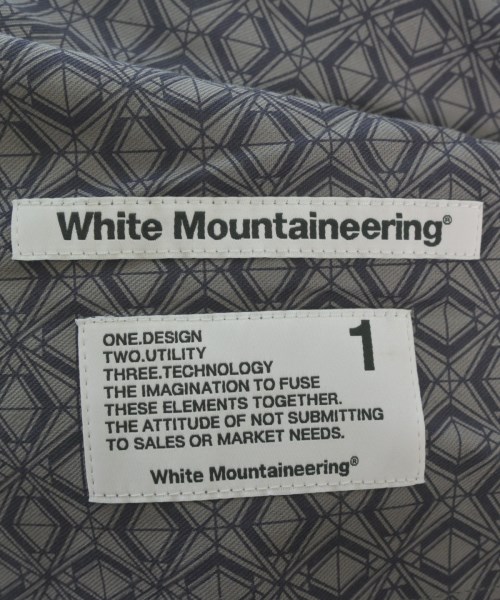 White Mountaineering®
1
ONE.DESIGN
TWO.UTILITY
THREE.TECHNOLOGY
THE IMAGINATION TO FUSE
THESE ELEMENTS TOGETHER.
THE ATTITUDE OF NOT SUBMITTING
TO SALES OR MARKET NEEDS.
White Mountaineering®